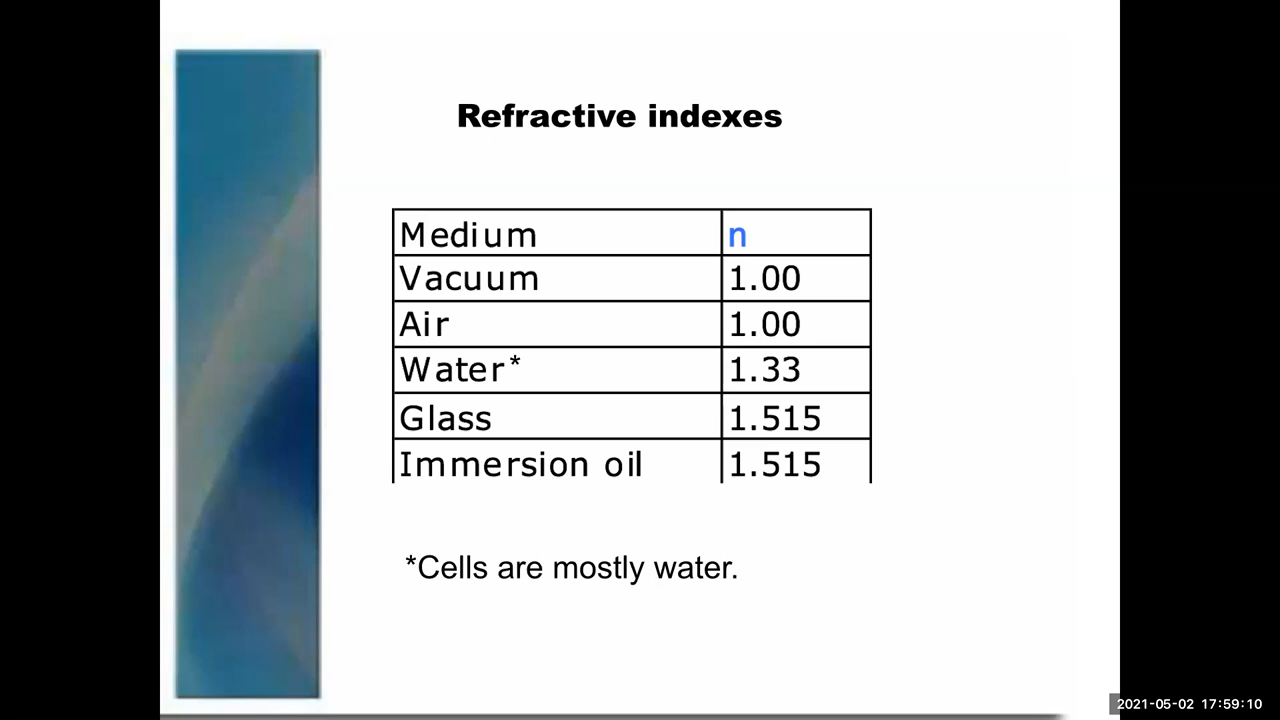 Refractive indexes
Medium n
Vacuum 1.00
Air 1.00
Water* 1.33
Glass 1.515
Immersion oil 1.515
*Cells are mostly water.
2021-05-02 17:59:10